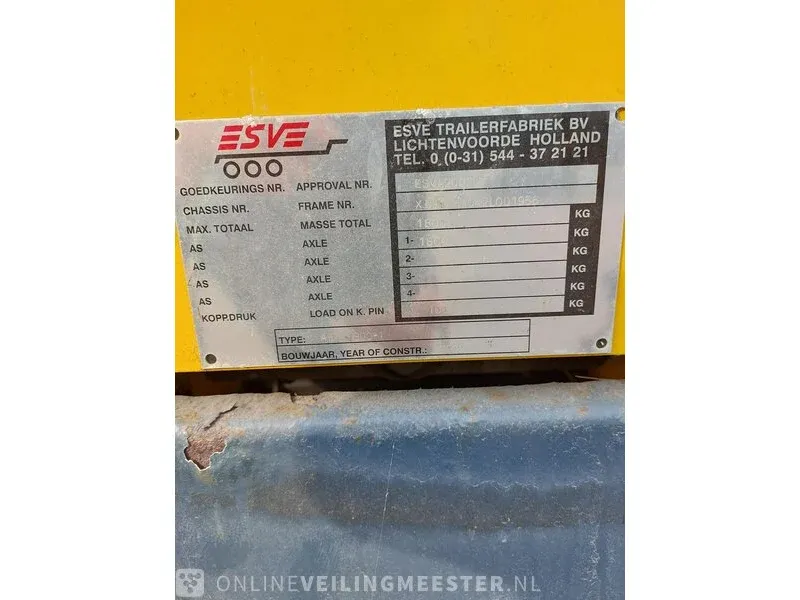 ESVE
ESVE TRAILERFABRIEK BV
LICHTENVOORDE HOLLAND
TEL. 0 (0-31) 544 - 37 21 21
GOEDKEURINGS NR. APPROVAL NR.
CHASSIS NR. FRAME NR.
MAX. TOTAAL MASSE TOTAL KG
AS AXLE 1- KG
AS AXLE 2- KG
AS AXLE 3- KG
AS AXLE 4- KG
KOPP.DRUK LOAD ON K. PIN KG
TYPE:
BOUWJAAR, YEAR OF CONSTR.:
ONLINEVEILINGMEESTER.NL